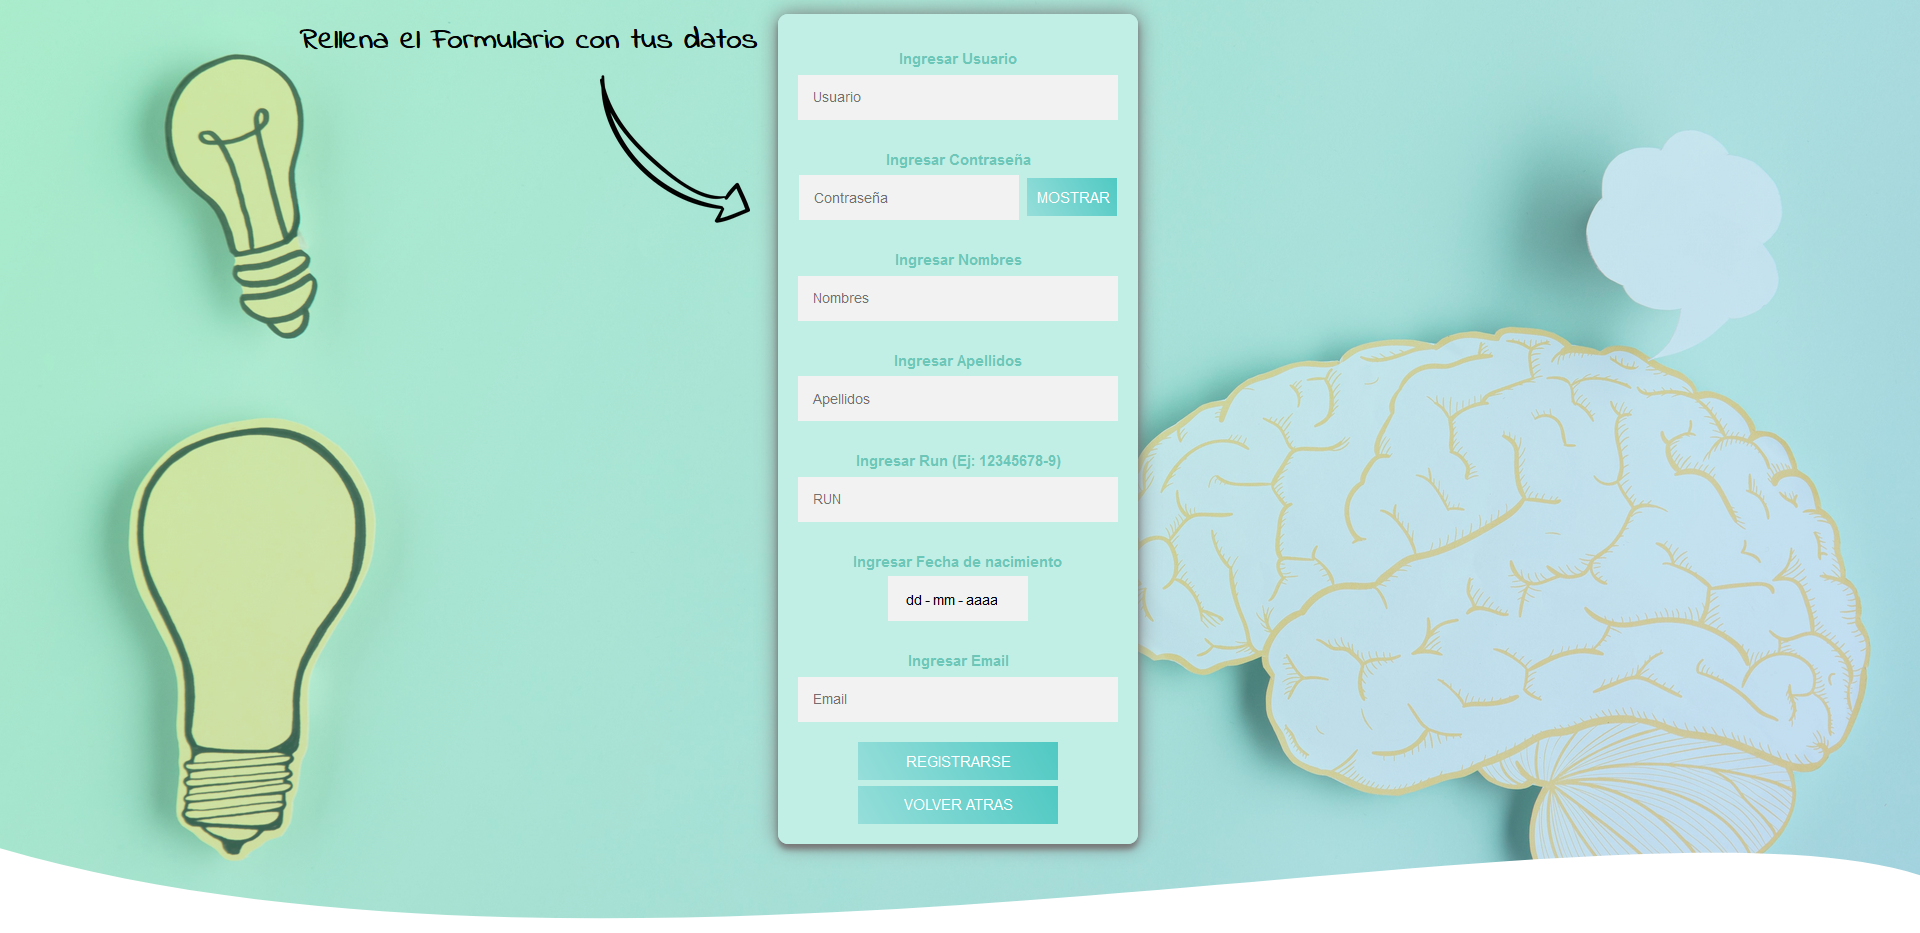 Rellena el Formulario con tus datos
Ingresar Usuario
Usuario
Ingresar Contraseña
Contraseña
MOSTRAR
Ingresar Nombres
Nombres
Ingresar Apellidos
Apellidos
Ingresar Run (Ej: 12345678-9)
RUN
Ingresar Fecha de nacimiento
dd - mm - aaaa
Ingresar Email
Email
REGISTRARSE
VOLVER ATRAS